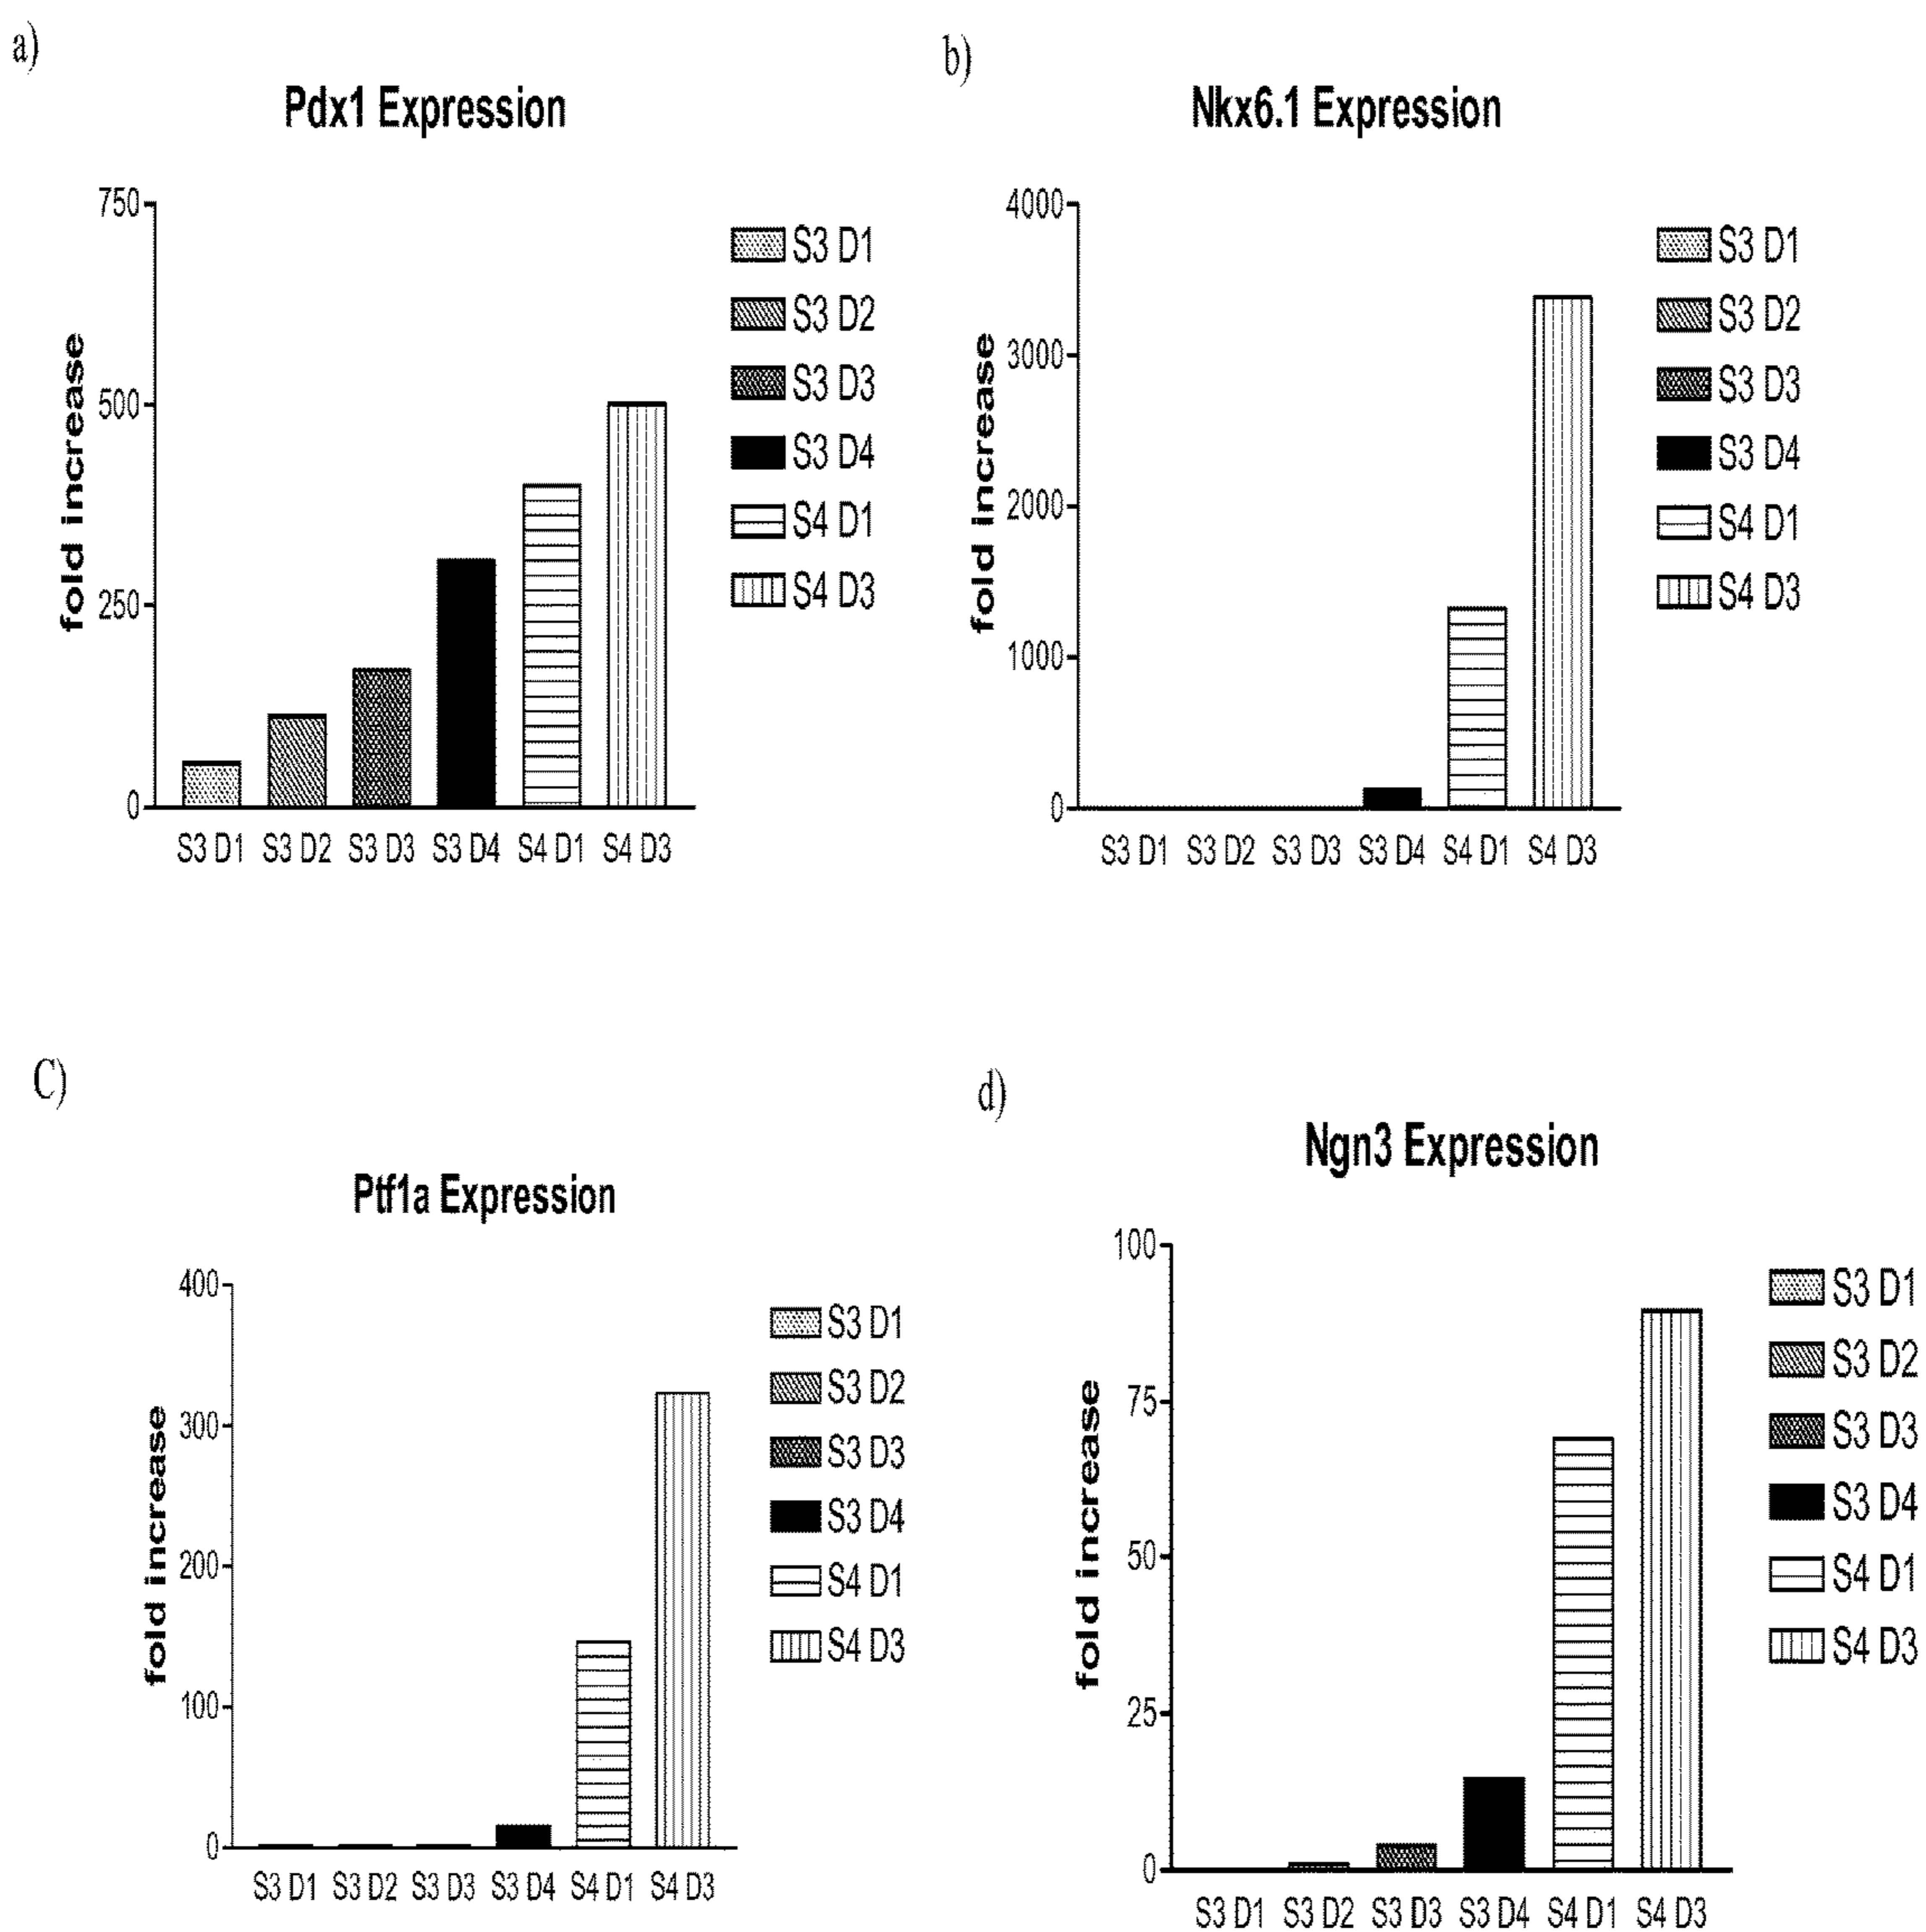 a)
Pdx1 Expression
fold increase
750
500
250
0
S3 D1 S3 D2 S3 D3 S3 D4 S4 D1 S4 D3
S3 D1
S3 D2
S3 D3
S3 D4
S4 D1
S4 D3
b)
Nkx6.1 Expression
fold increase
4000
3000
2000
1000
0
S3 D1 S3 D2 S3 D3 S3 D4 S4 D1 S4 D3
S3 D1
S3 D2
S3 D3
S3 D4
S4 D1
S4 D3
C)
Ptf1a Expression
fold increase
400
300
200
100
0
S3 D1 S3 D2 S3 D3 S3 D4 S4 D1 S4 D3
S3 D1
S3 D2
S3 D3
S3 D4
S4 D1
S4 D3
d)
Ngn3 Expression
fold increase
100
75
50
25
0
S3 D1 S3 D2 S3 D3 S3 D4 S4 D1 S4 D3
S3 D1
S3 D2
S3 D3
S3 D4
S4 D1
S4 D3